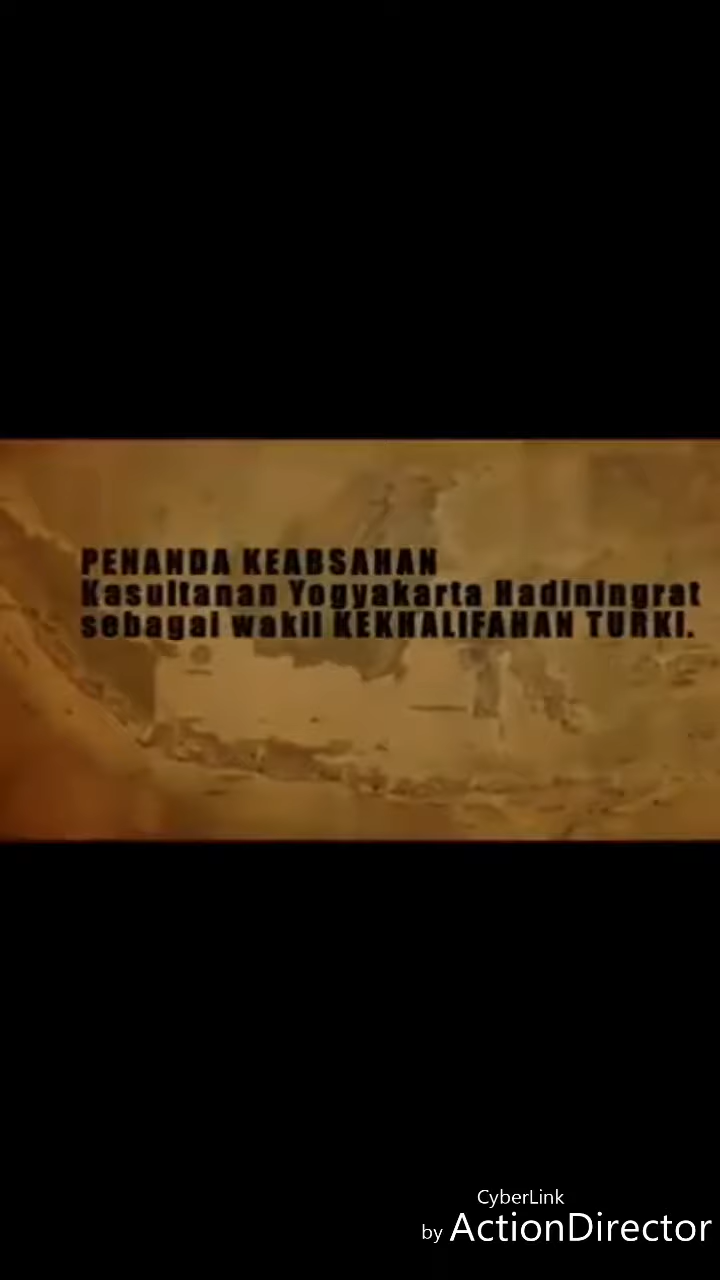 PENANDA KEABSAHAN
Kasultanan Yogyakarta Hadiningrat
sebagai wakil KEKHALIFAHAN TURKI.
CyberLink
by ActionDirector